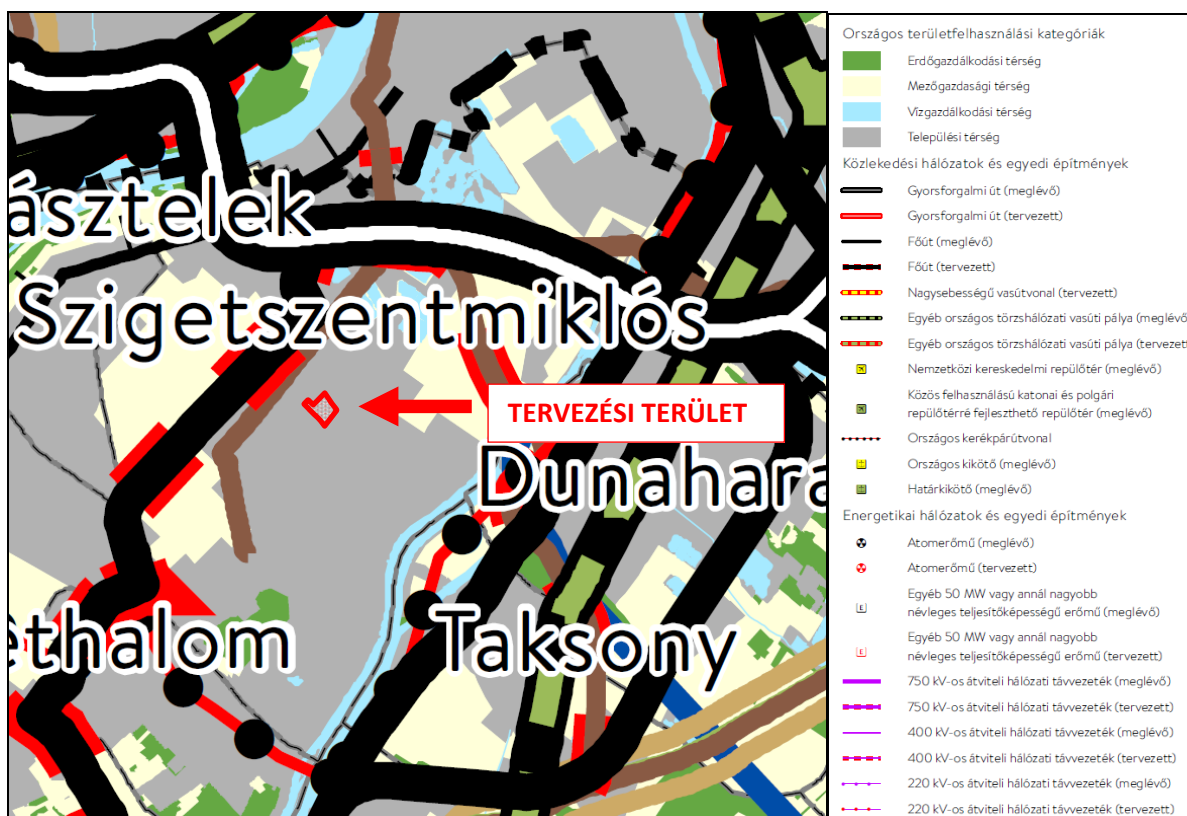 ásztelek
Szigetszentmiklós
TERVEZÉSI TERÜLET
Dunahara
Taksony
ethalom
Országos területfelhasználási kategóriák
Erdőgazdálkodási térség
Mezőgazdasági térség
Vízgazdálkodási térség
Települési térség
Közlekedési hálózatok és egyedi építmények
Gyorsforgalmi út (meglévő)
Gyorsforgalmi út (tervezett)
Főút (meglévő)
Főút (tervezett)
Nagysebességű vasútvonal (tervezett)
Egyéb országos törzshálózati vasúti pálya (meglévő
Egyéb országos törzshálózati vasúti pálya (tervezett
Nemzetközi kereskedelmi repülőtér (meglévő)
Közös felhasználású katonai és polgári
repülőtérré fejleszthető repülőtér (meglévő)
Országos kerékpárútvonal
Országos kikötő (meglévő)
Határkikötő (meglévő)
Energetikai hálózatok és egyedi építmények
Atomerőmű (meglévő)
Atomerőmű (tervezett)
E Egyéb 50 MW vagy annál nagyobb
névleges teljesítőképességű erőmű (meglévő)
E Egyéb 50 MW vagy annál nagyobb
névleges teljesítőképességű erőmű (tervezett)
750 kV-os átviteli hálózati távvezeték (meglévő)
750 kV-os átviteli hálózati távvezeték (tervezett)
400 kV-os átviteli hálózati távvezeték (meglévő)
400 kV-os átviteli hálózati távvezeték (tervezett)
220 kV-os átviteli hálózati távvezeték (meglévő)
220 kV-os átviteli hálózati távvezeték (tervezett)